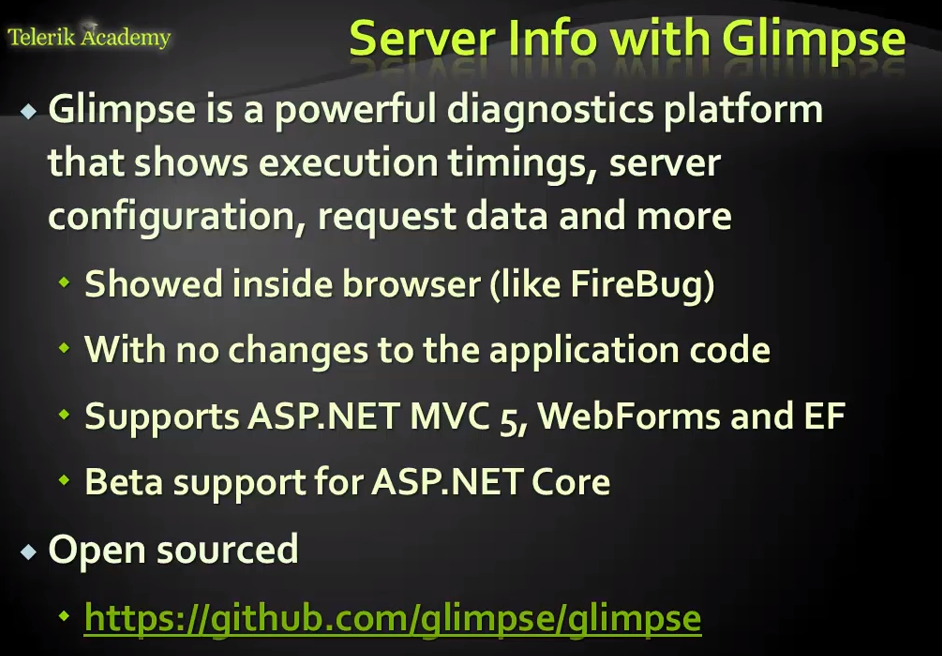 Telerik Academy
Server Info with Glimpse
Glimpse is a powerful diagnostics platform
that shows execution timings, server
configuration, request data and more
Showed inside browser (like FireBug)
With no changes to the application code
Supports ASP.NET MVC 5, WebForms and EF
Beta support for ASP.NET Core
Open sourced
https://github.com/glimpse/glimpse